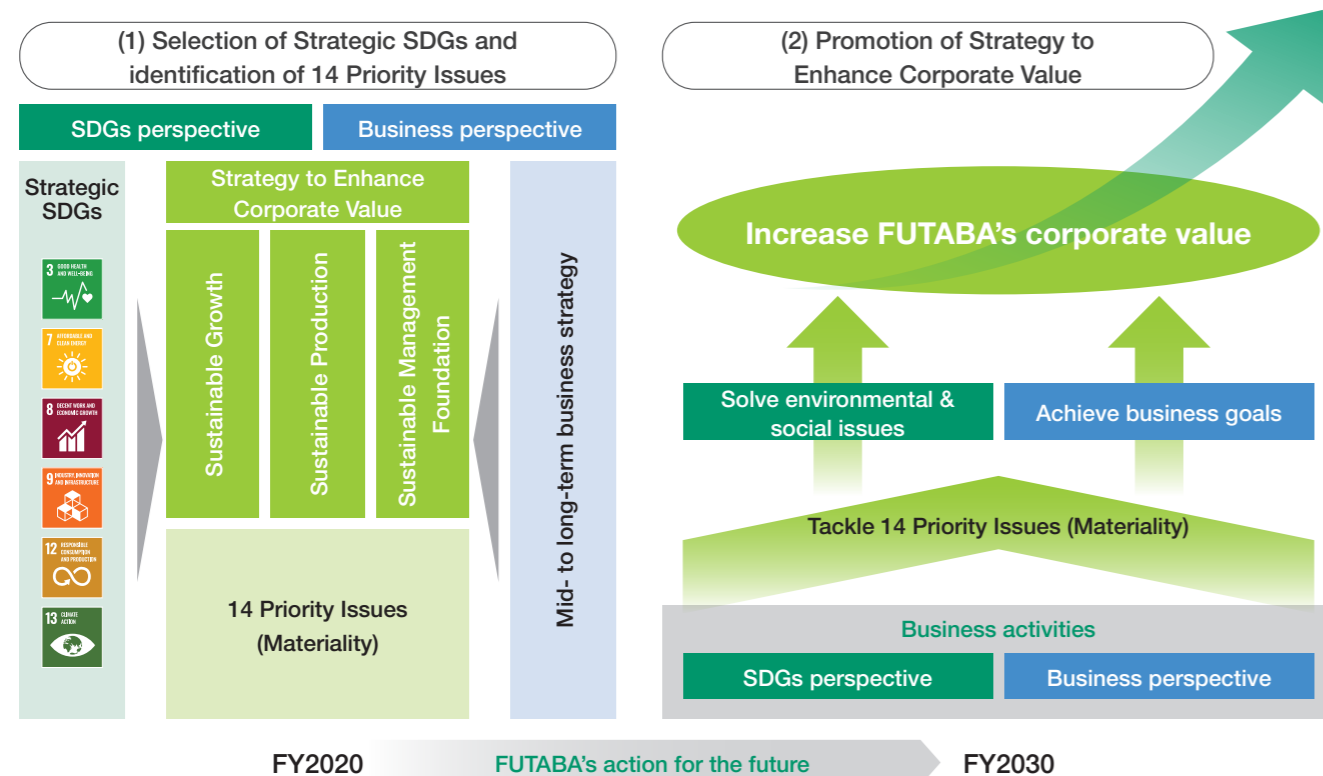 (1) Selection of Strategic SDGs and
identification of 14 Priority Issues
SDGs perspective
Business perspective
Strategic
SDGs
3 GOOD HEALTH
AND WELL-BEING
7 AFFORDABLE AND
CLEAN ENERGY
8 DECENT WORK AND
ECONOMIC GROWTH
9 INDUSTRY, INNOVATION
AND INFRASTRUCTURE
12 RESPONSIBLE
CONSUMPTION
AND PRODUCTION
13 CLIMATE
ACTION
Strategy to Enhance
Corporate Value
Sustainable Growth
Sustainable Production
Sustainable Management
Foundation
14 Priority Issues
(Materiality)
Mid- to long-term business strategy
(2) Promotion of Strategy to
Enhance Corporate Value
Increase FUTABA's corporate value
Solve environmental &
social issues
Achieve business goals
Tackle 14 Priority Issues (Materiality)
Business activities
SDGs perspective
Business perspective
FY2020
FUTABA's action for the future
FY2030